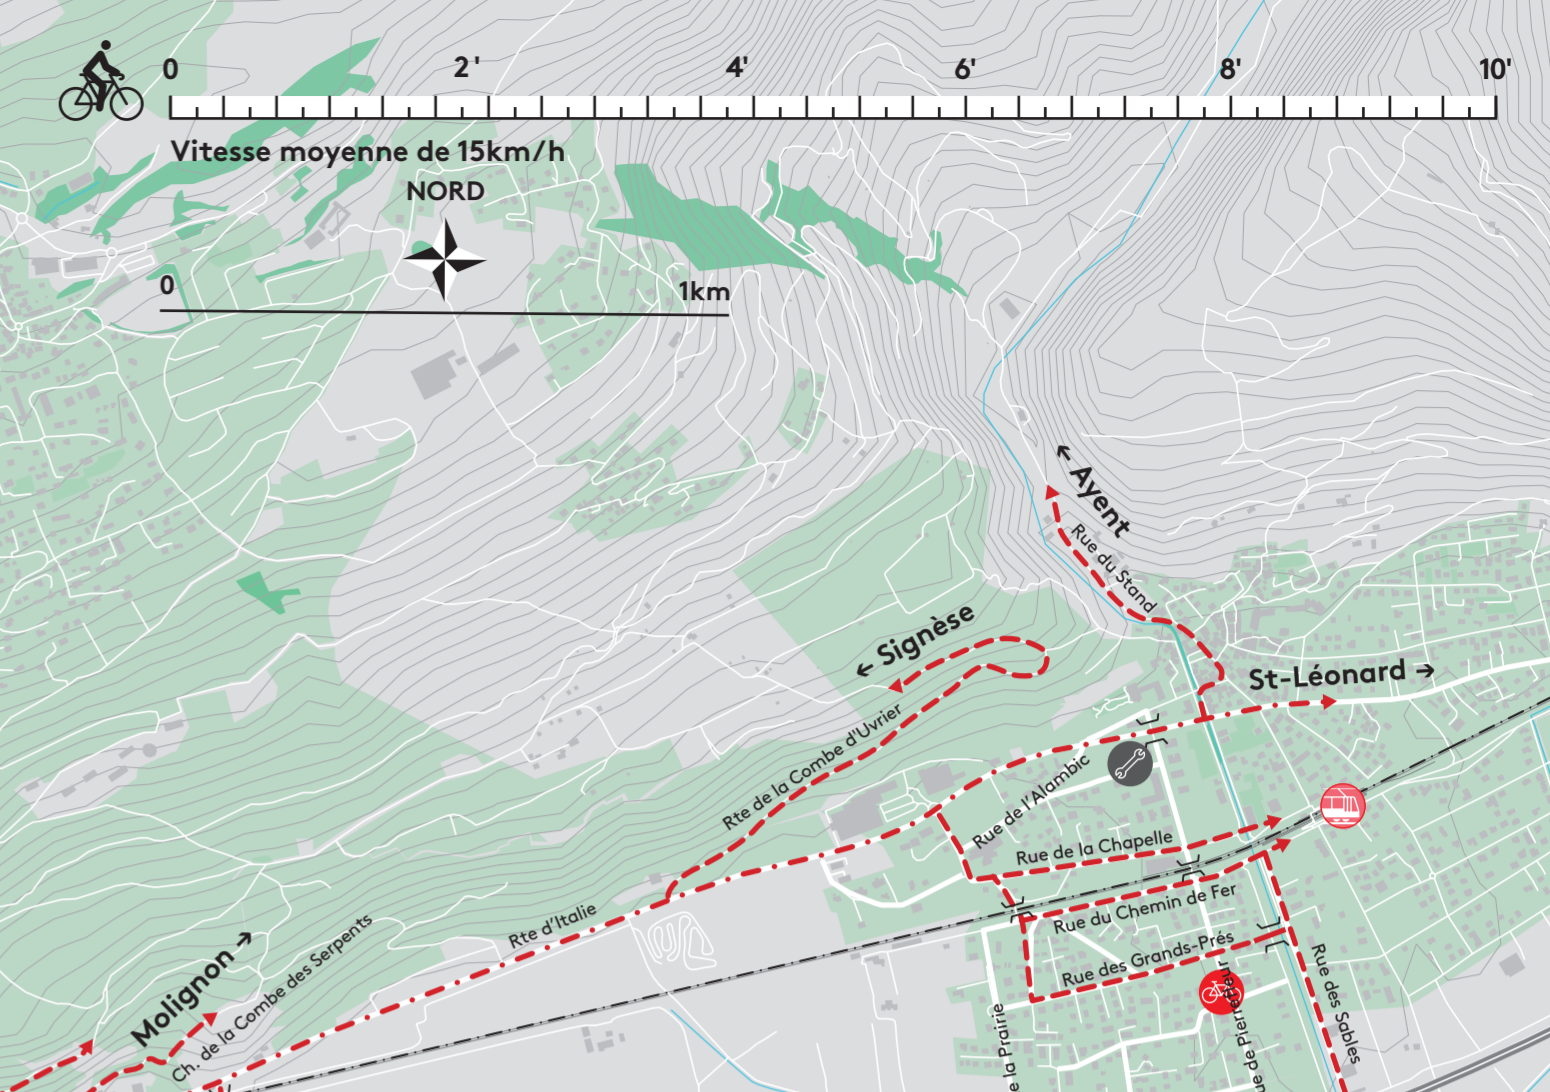 0 2' 4' 6' 8' 10'
Vitesse moyenne de 15km/h
NORD
0 1km
← Ayent
Rue du Stand
← Signèse
St-Léonard →
Rte de la Combe d'Uvrier
Rue de l'Alambic
Rue de la Chapelle
Rue du Chemin de Fer
Rte d'Italie
Rue des Grands-Prés
Molignon →
Ch. de la Combe des Serpents
Rue des Sables
e la Prairie